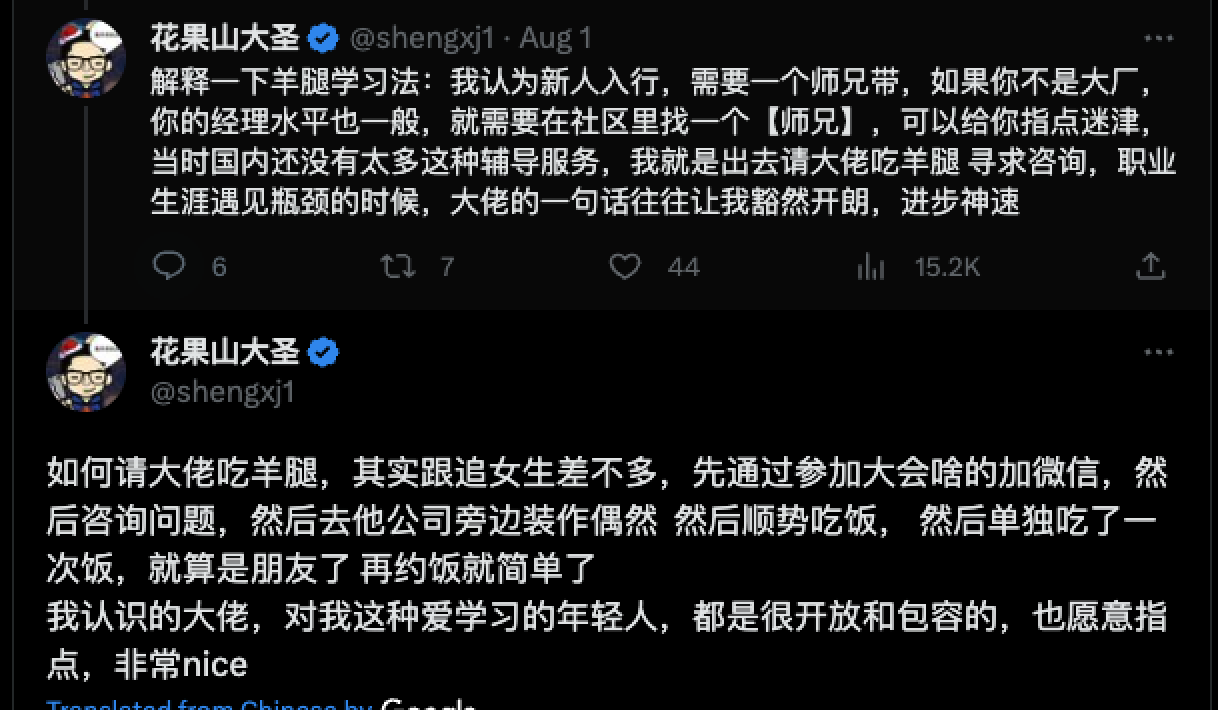 花果山大圣 @shengxj1 · Aug 1
解释一下羊腿学习法：我认为新人入行，需要一个师兄带，如果你不是大厂，
你的经理水平也一般，就需要在社区里找一个【师兄】，可以给你指点迷津，
当时国内还没有太多这种辅导服务，我就是出去请大佬吃羊腿 寻求咨询，职业
生涯遇见瓶颈的时候，大佬的一句话往往让我豁然开朗，进步神速
6 7 44 15.2K
花果山大圣
@shengxj1
如何请大佬吃羊腿，其实跟追女生差不多，先通过参加大会啥的加微信，然
后咨询问题，然后去他公司旁边装作偶然 然后顺势吃饭， 然后单独吃了一
次饭，就算是朋友了 再约饭就简单了
我认识的大佬，对我这种爱学习的年轻人，都是很开放和包容的，也愿意指
点，非常nice
Translated from Chinese by Google